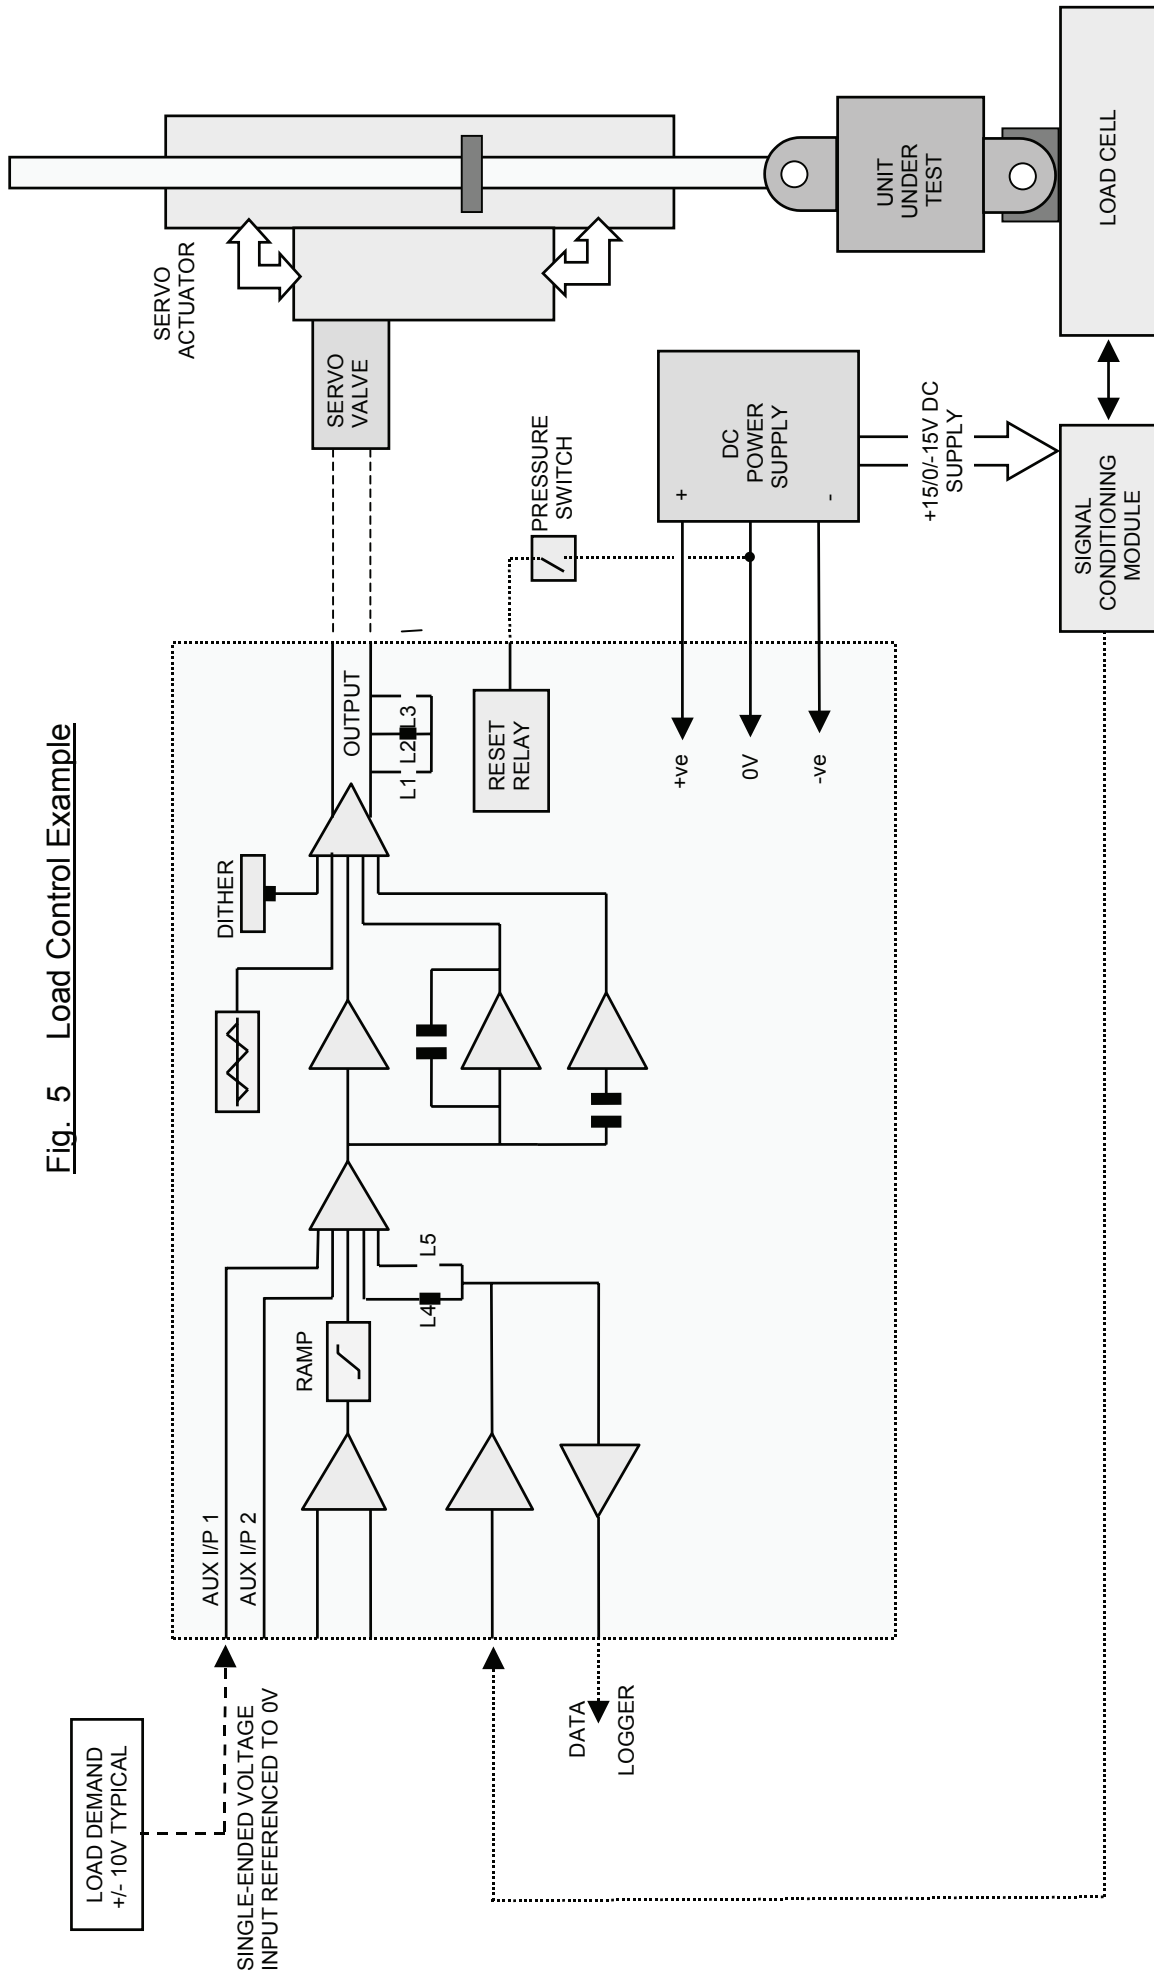 Fig. 5 Load Control Example
LOAD DEMAND
+/- 10V TYPICAL
SINGLE-ENDED VOLTAGE
INPUT REFERENCED TO 0V
AUX I/P 1
AUX I/P 2
RAMP
L4
L5
DATA
LOGGER
DITHER
OUTPUT
L1
L2
L3
RESET
RELAY
+ve
0V
-ve
PRESSURE
SWITCH
SERVO
VALVE
SERVO
ACTUATOR
+
-
DC
POWER
SUPPLY
+15/0/-15V DC
SUPPLY
UNIT
UNDER
TEST
SIGNAL
CONDITIONING
MODULE
LOAD CELL